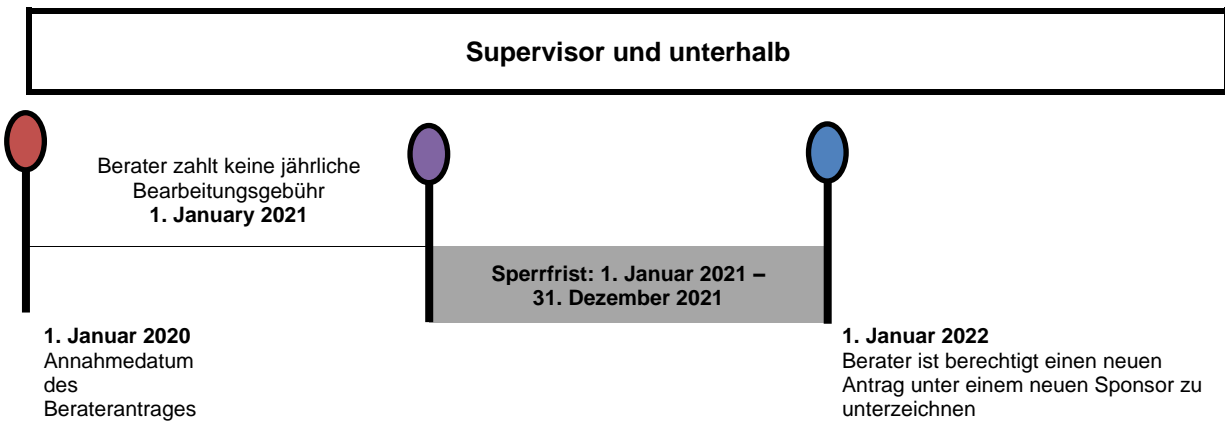 Supervisor und unterhalb
Berater zahlt keine jährliche
Bearbeitungsgebühr
1. January 2021
Sperrfrist: 1. Januar 2021 –
31. Dezember 2021
1. Januar 2020
Annahmedatum
des
Beraterantrages
1. Januar 2022
Berater ist berechtigt einen neuen
Antrag unter einem neuen Sponsor zu
unterzeichnen